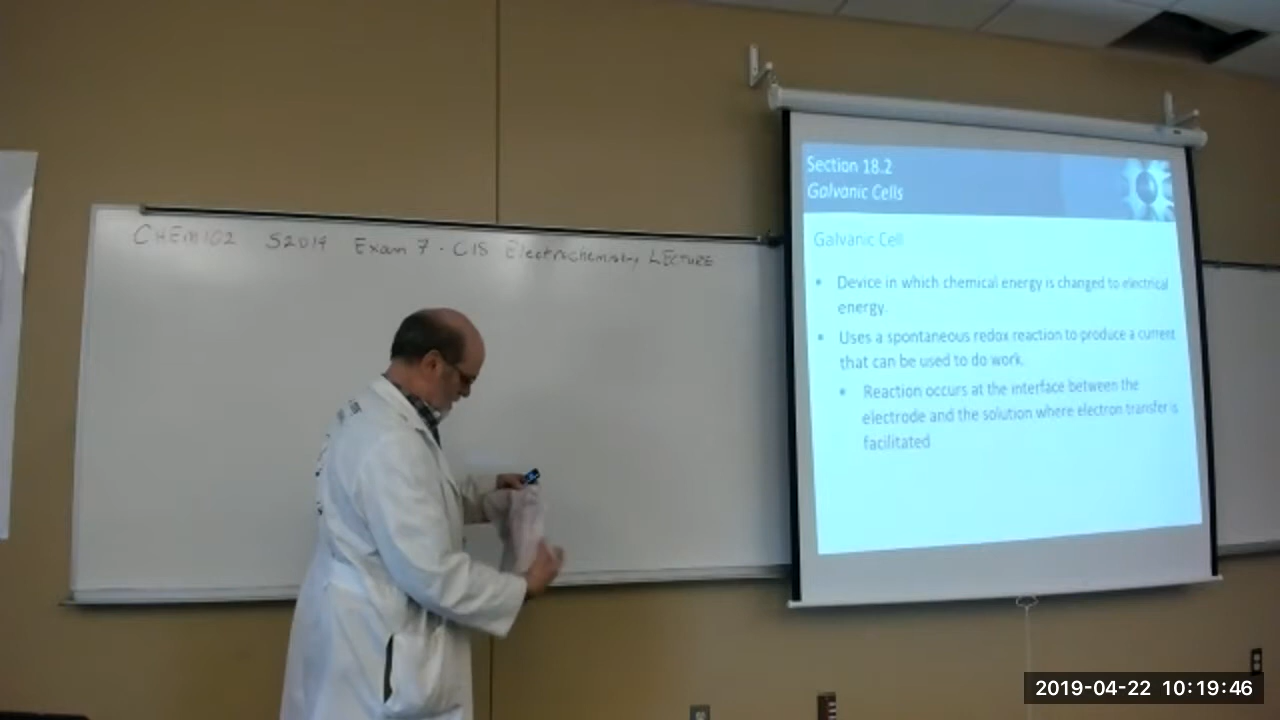 CHEM102 S2019 Exam 7 · C18 Electrochemistry LECTURE
Section 18.2
Galvanic Cells
Galvanic Cell
• Device in which chemical energy is changed to electrical
energy.
• Uses a spontaneous redox reaction to produce a current
that can be used to do work.
• Reaction occurs at the interface between the
electrode and the solution where electron transfer is
facilitated
2019-04-22 10:19:46